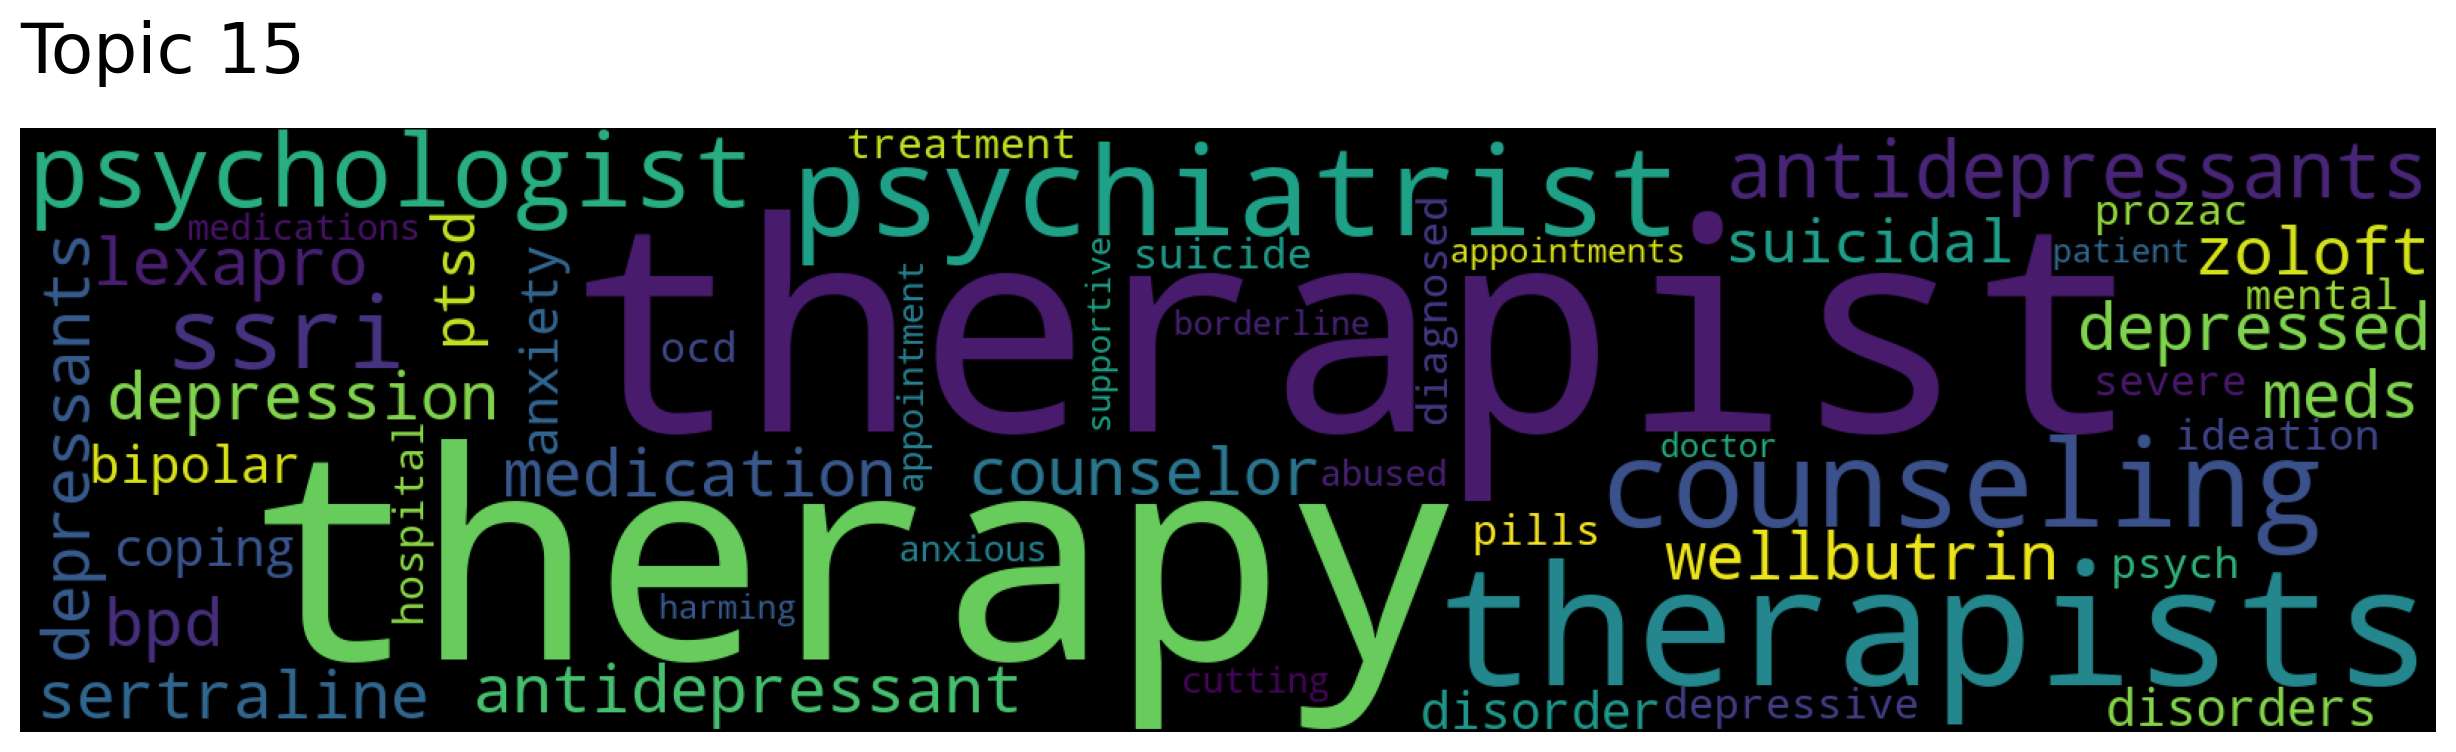 Topic 15
psychologist
treatment
psychiatrist
antidepressants
medications
ptsd
prozac
lexapro
anxiety
therapist
suicide
diagnosed
appointments
suicidal
patient
zoloft
depressants
ssri
ocd
appointment
supportive
borderline
mental
depressed
depression
severe
meds
bipolar
hospital
medication
counselor
abused
doctor
counseling
ideation
coping
therapy
anxious
pills
wellbutrin
psych
bpd
harming
therapists
sertraline
antidepressant
cutting
disorder
depressive
disorders